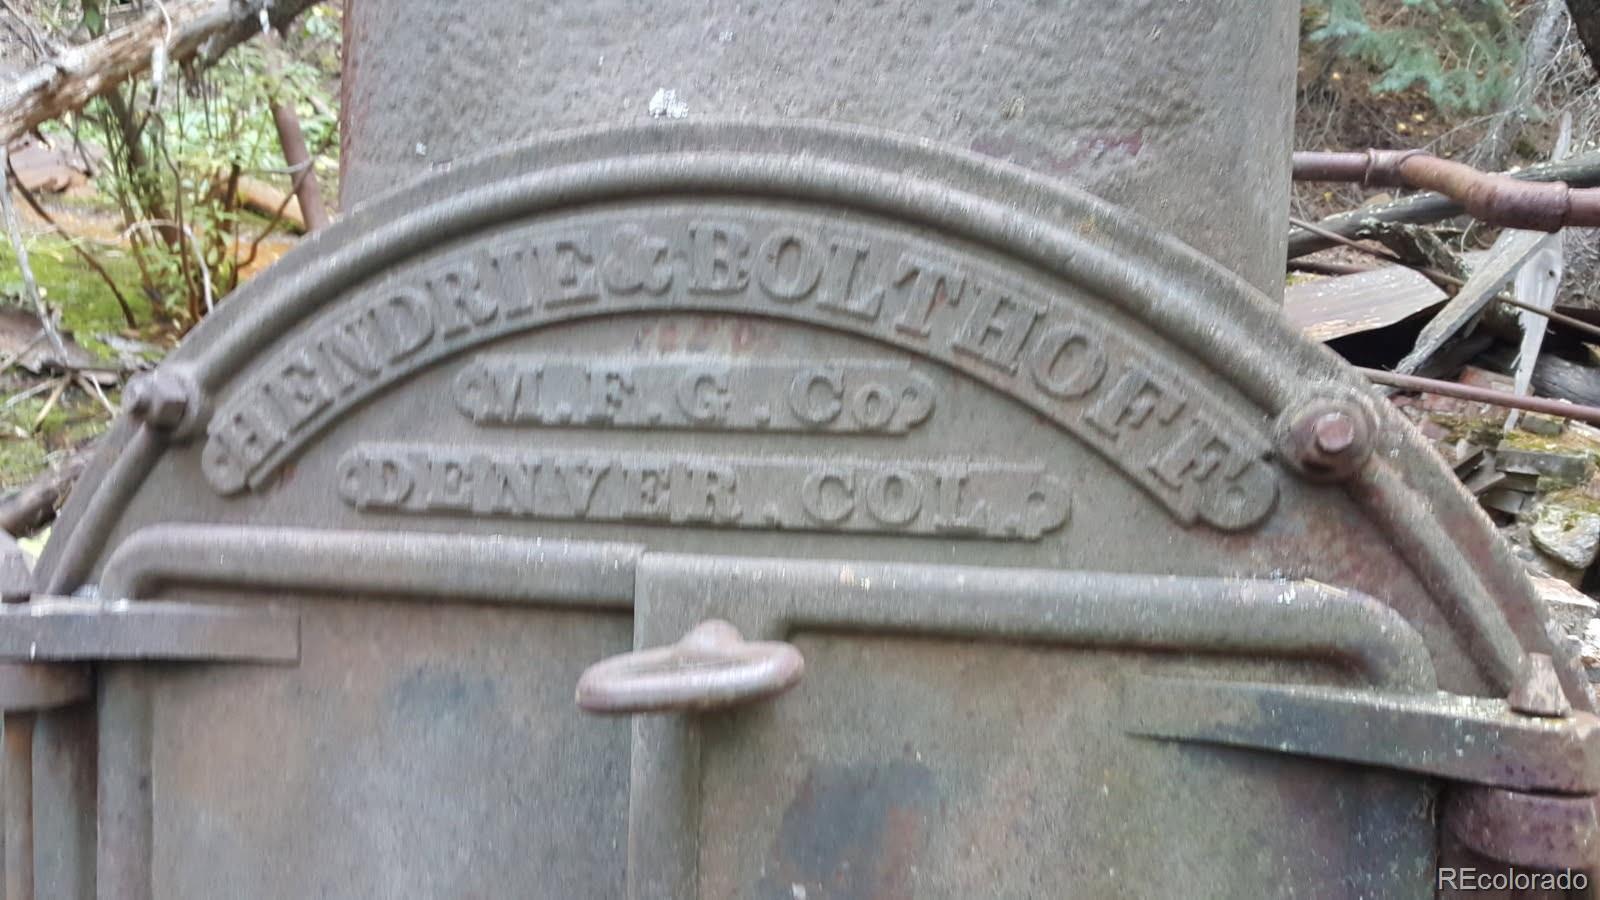 HENDRIE & BOLTHOFF
M.F.G.Co
DENVER.COL.
REcolorado